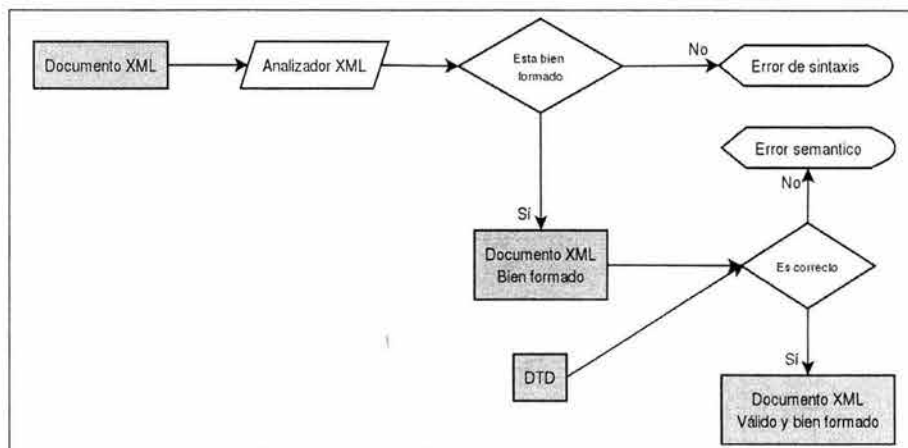 Documento XML
Analizador XML
Esta bien
formado
No
Error de sintaxis
Error semantico
No
Sí
Documento XML
Bien formado
Es correcto
DTD
Sí
Documento XML
Válido y bien formado